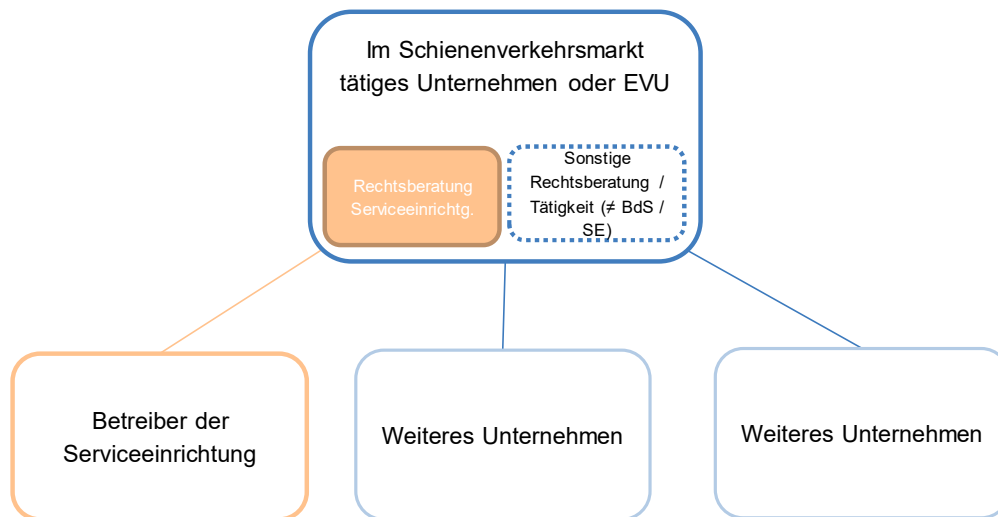 Im Schienenverkehrsmarkt
tätiges Unternehmen oder EVU
Rechtsberatung
Serviceeinrichtg.
Sonstige
Rechtsberatung /
Tätigkeit (≠ BdS /
SE)
Betreiber der
Serviceeinrichtung
Weiteres Unternehmen
Weiteres Unternehmen